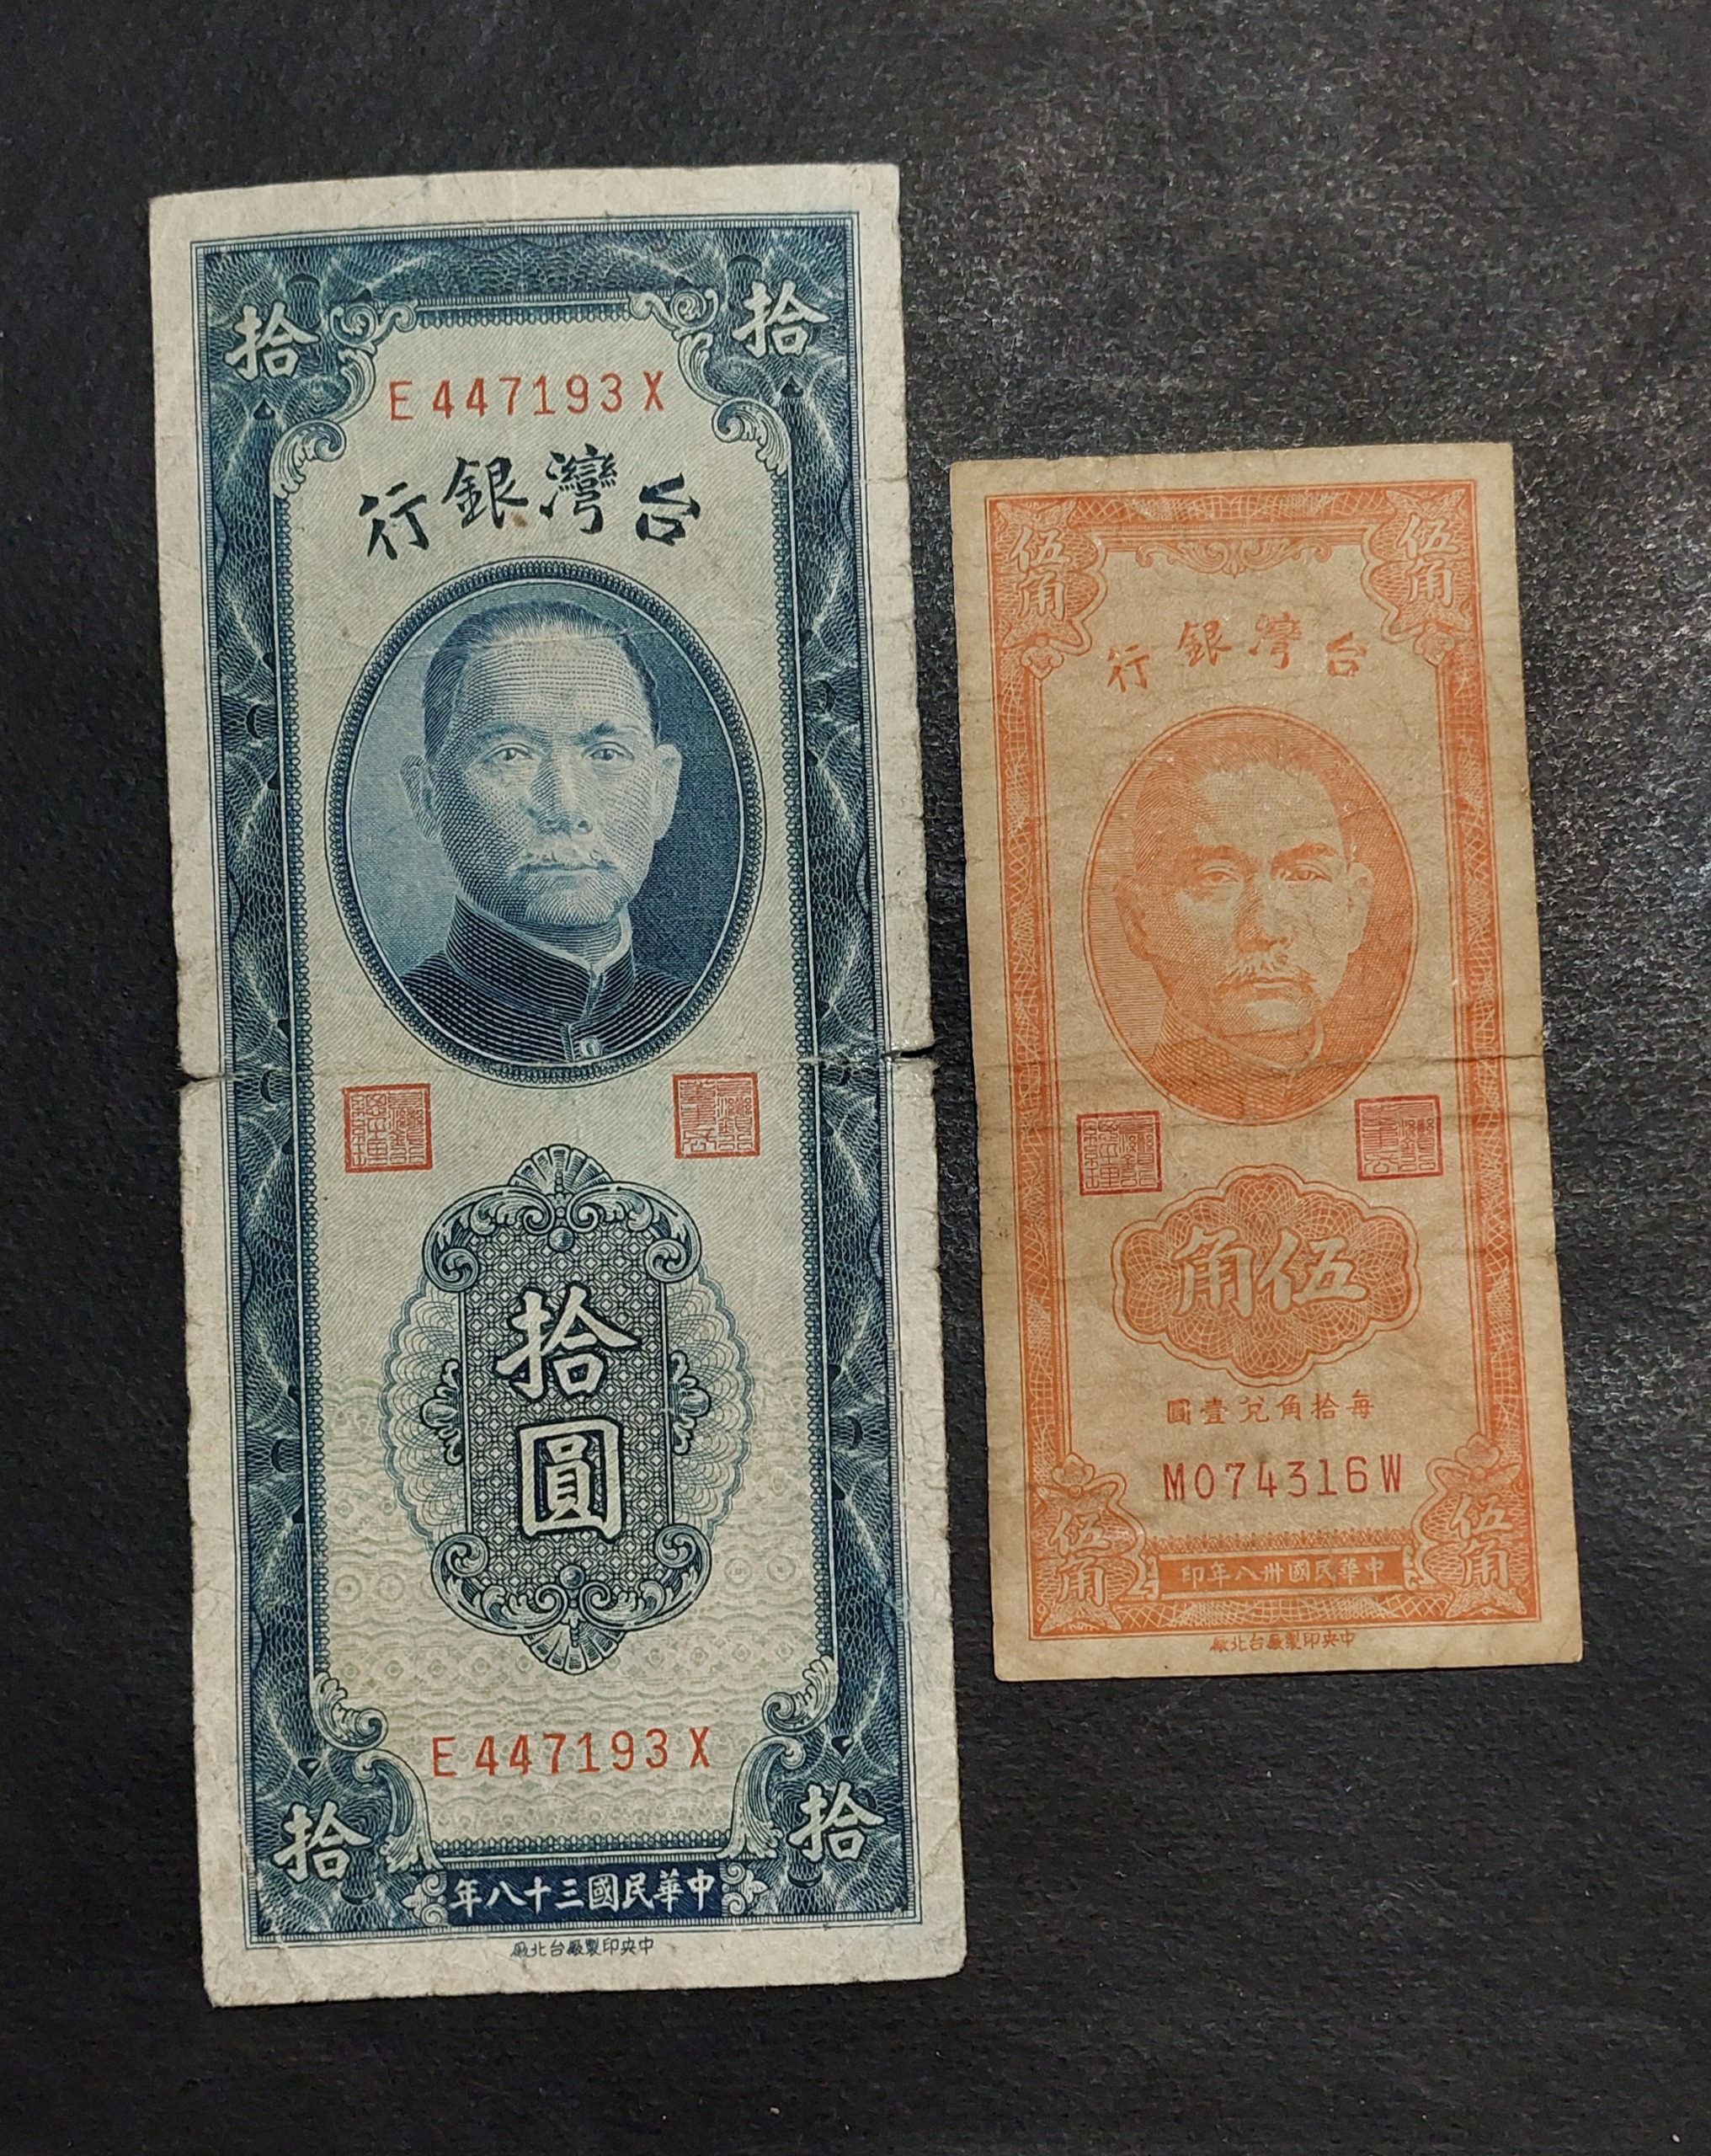 拾 拾
E447193X
台灣銀行
拾
圓
E447193X
拾 拾
中華民國三十八年
中央印製廠台北廠
伍角 伍角
台灣銀行
伍角
每拾角兌壹圓
M074316W
伍角 伍角
中華民國卅八年印
中央印製廠台北廠